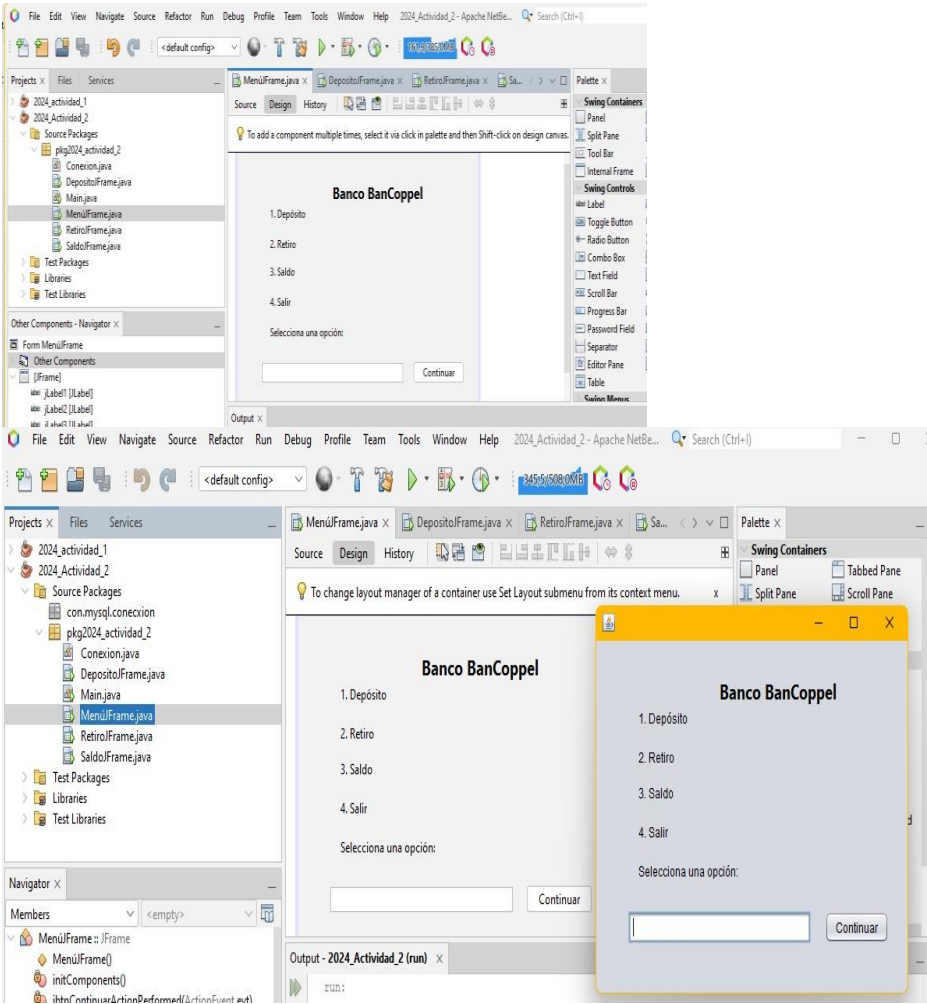 File Edit View Navigate Source Refactor Run Debug Profile Team Tools Window Help 2024_Actividad_2 - Apache NetBe... Search (Ctrl+I)
<default config>
Projects Files Services
2024_actividad_1
2024_Actividad_2
Source Packages
pkg2024_actividad_2
Conexion.java
DepositoJFrame.java
Main.java
MenúJFrame.java
RetiroJFrame.java
SaldoJFrame.java
Test Packages
Libraries
Test Libraries
Other Components - Navigator
Form MenúJFrame
Other Components
[JFrame]
jLabel1 [JLabel]
jLabel2 [JLabel]
jLabel3 [JLabel]
MenúJFrame.java DepositoJFrame.java RetiroJFrame.java Sa...
Source Design History
To add a component multiple times, select it via click in palette and then Shift-click on design canvas.
Banco BanCoppel
1. Depósito
2. Retiro
3. Saldo
4. Salir
Selecciona una opción:
Continuar
Output
Palette
Swing Containers
Panel
Split Pane
Tool Bar
Internal Frame
Swing Controls
Label
Toggle Button
Radio Button
Combo Box
Text Field
Scroll Bar
Progress Bar
Password Field
Separator
Editor Pane
Table
Swing Menus
File Edit View Navigate Source Refactor Run Debug Profile Team Tools Window Help 2024_Actividad_2 - Apache NetBe... Search (Ctrl+I)
<default config> 345,5/508,0MB
Projects Files Services
2024_actividad_1
2024_Actividad_2
Source Packages
con.mysql.conecxion
pkg2024_actividad_2
Conexion.java
DepositoJFrame.java
Main.java
MenúJFrame.java
RetiroJFrame.java
SaldoJFrame.java
Test Packages
Libraries
Test Libraries
Navigator
Members <empty>
MenúJFrame :: JFrame
MenúJFrame()
initComponents()
jbtnContinuarActionPerformed(ActionEvent evt)
MenúJFrame.java DepositoJFrame.java RetiroJFrame.java Sa...
Source Design History
To change layout manager of a container use Set Layout submenu from its context menu. x
Banco BanCoppel
1. Depósito
2. Retiro
3. Saldo
4. Salir
Selecciona una opción:
Continuar
Output - 2024_Actividad_2 (run)
run:
Palette
Swing Containers
Panel Tabbed Pane
Split Pane Scroll Pane
Banco BanCoppel
1. Depósito
2. Retiro
3. Saldo
4. Salir
Selecciona una opción:
Continuar